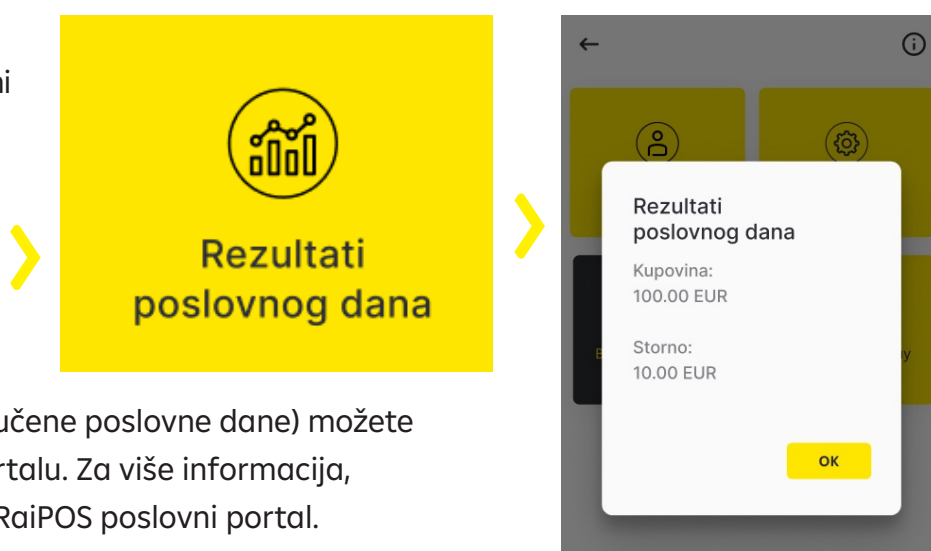 ni
Rezultati
poslovnog dana
učene poslovne dane) možete
rtalu. Za više informacija,
RaiPOS poslovni portal.
Rezultati
poslovnog dana
Kupovina:
100.00 EUR
Storno:
10.00 EUR
B
y
OK